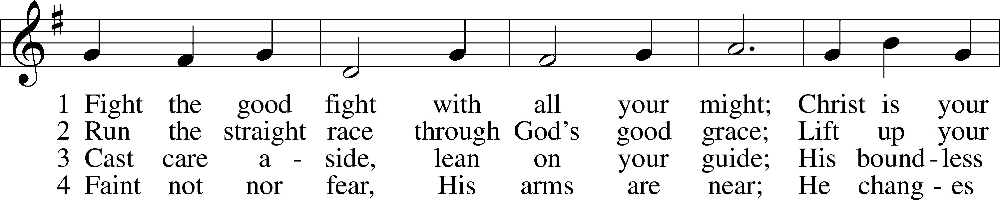 1 Fight the good fight with all your might; Christ is your
2 Run the straight race through God's good grace; Lift up your
3 Cast care a - side, lean on your guide; His bound - less
4 Faint not nor fear, His arms are near; He chang - es